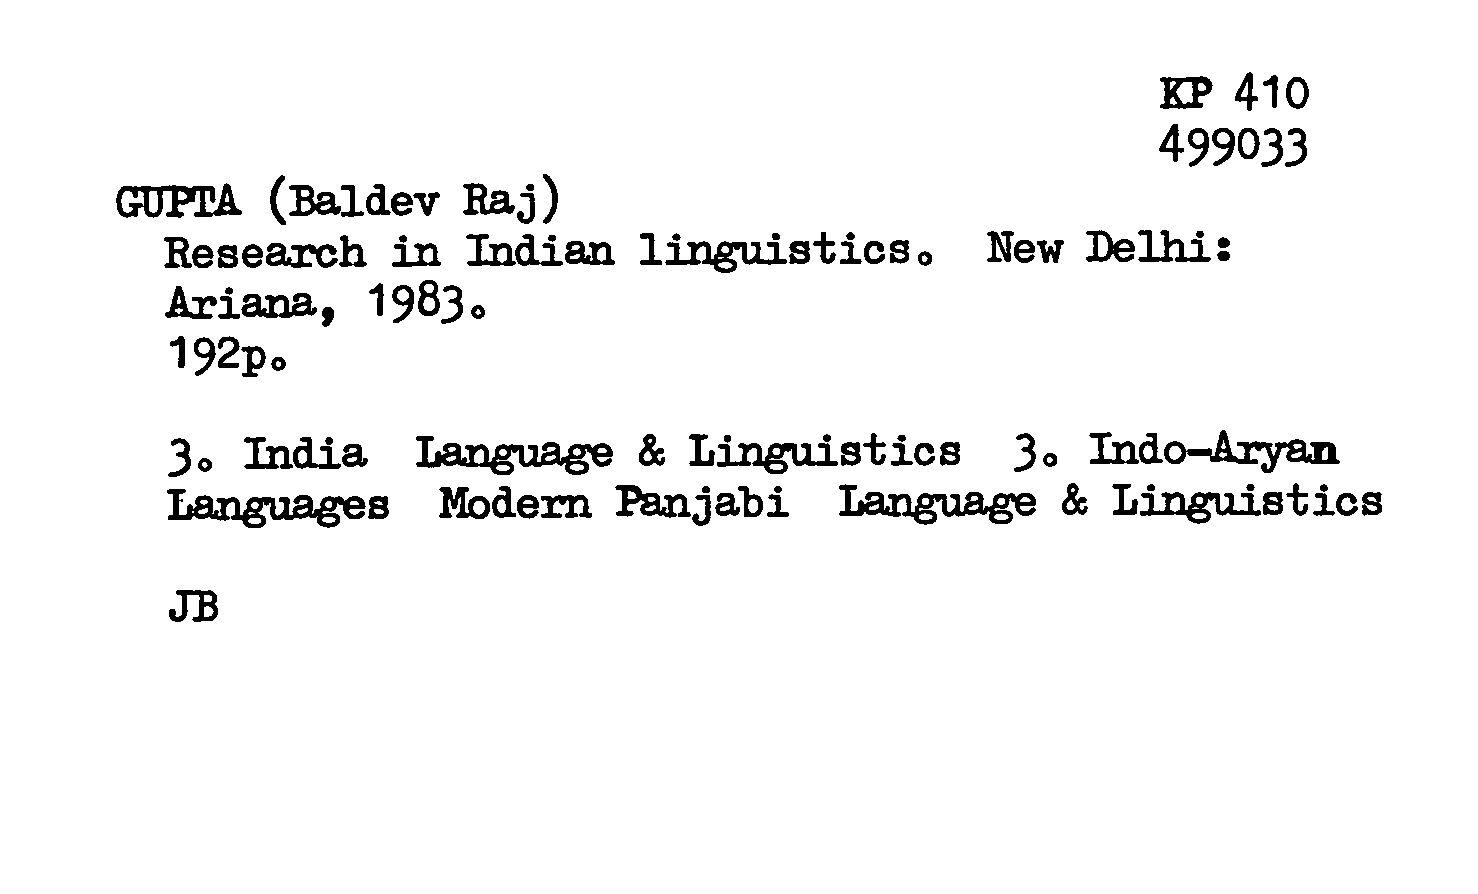 KP 410
499033
GUPTA (Baldev Raj)
Research in Indian linguistics. New Delhi:
Ariana, 1983.
192p.
3. India Language & Linguistics 3. Indo-Aryan
Languages Modern Panjabi Language & Linguistics
JB